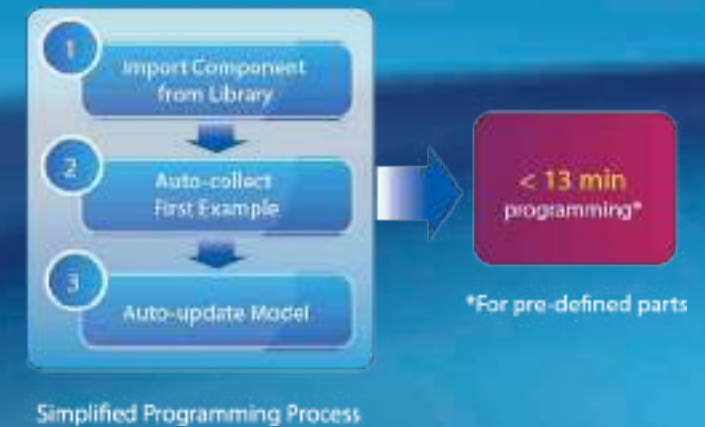 1
Import Component
from Library
2
Auto-collect
First Example
3
Auto-update Model
< 13 min
programming*
*For pre-defined parts
Simplified Programming Process